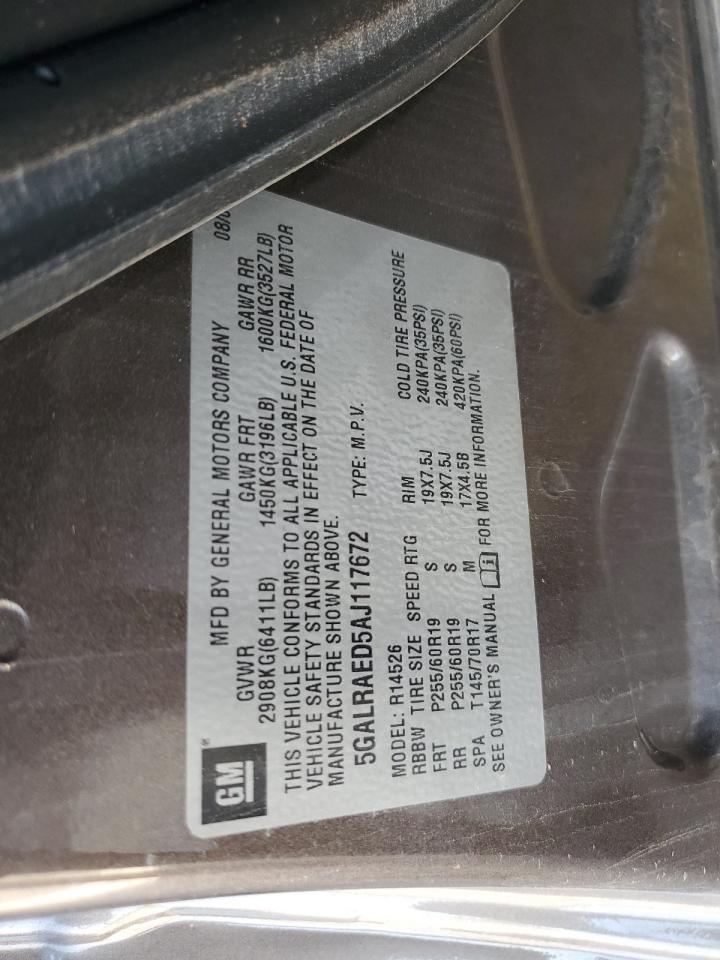 GM
MFD BY GENERAL MOTORS COMPANY
GVWR GAWR FRT GAWR RR
2908KG(6411LB) 1450KG(3196LB) 1600KG(3527LB)
THIS VEHICLE CONFORMS TO ALL APPLICABLE U.S. FEDERAL MOTOR
VEHICLE SAFETY STANDARDS IN EFFECT ON THE DATE OF
MANUFACTURE SHOWN ABOVE.
5GALRAED5AJ117672 TYPE: M.P.V.
MODEL: R14526
RBBW TIRE SIZE SPEED RTG RIM COLD TIRE PRESSURE
FRT P255/60R19 S 19X7.5J 240KPA(35PSI)
RR P255/60R19 S 19X7.5J 240KPA(35PSI)
SPA T145/70R17 M 17X4.5B 420KPA(60PSI)
SEE OWNER'S MANUAL FOR MORE INFORMATION.